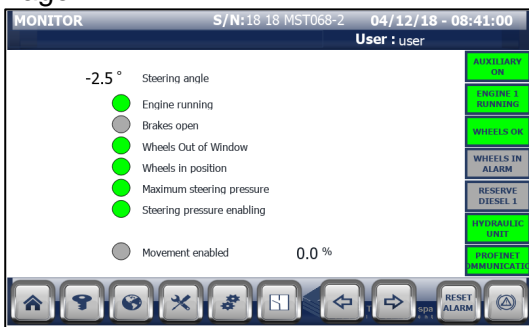 MONITOR S/N:18 18 MST068-2 04/12/18 - 08:41:00
User : user
-2.5 ° Steering angle
Engine running
Brakes open
Wheels Out of Window
Wheels in position
Maximum steering pressure
Steering pressure enabling
Movement enabled 0.0 %
AUXILIARY
ON
ENGINE 1
RUNNING
WHEELS OK
WHEELS IN
ALARM
RESERVE
DIESEL 1
HYDRAULIC
UNIT
PROFINET
OMMUNICATIO
spa
RESET
ALARM